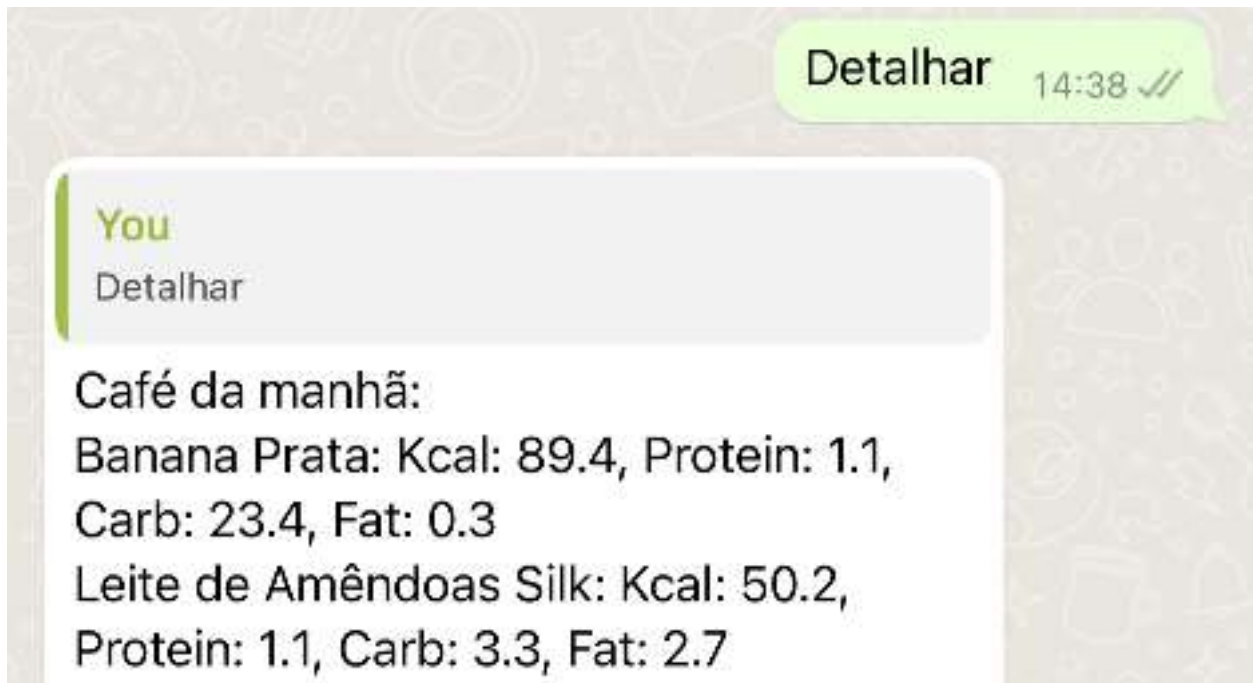 Detalhar 14:38
You
Detalhar
Café da manhã:
Banana Prata: Kcal: 89.4, Protein: 1.1,
Carb: 23.4, Fat: 0.3
Leite de Amêndoas Silk: Kcal: 50.2,
Protein: 1.1, Carb: 3.3, Fat: 2.7